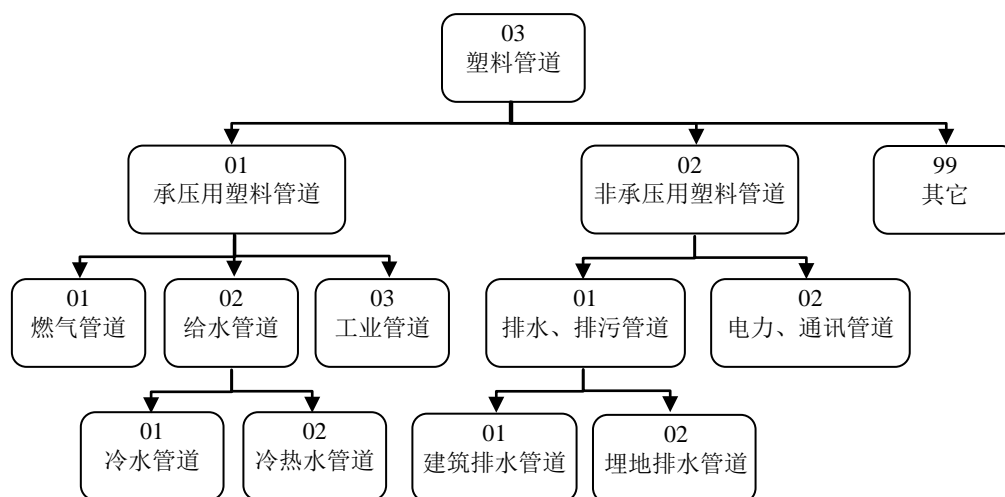 03
塑料管道
01
承压用塑料管道
02
非承压用塑料管道
99
其它
01
燃气管道
02
给水管道
03
工业管道
01
排水、排污管道
02
电力、通讯管道
01
冷水管道
02
冷热水管道
01
建筑排水管道
02
埋地排水管道